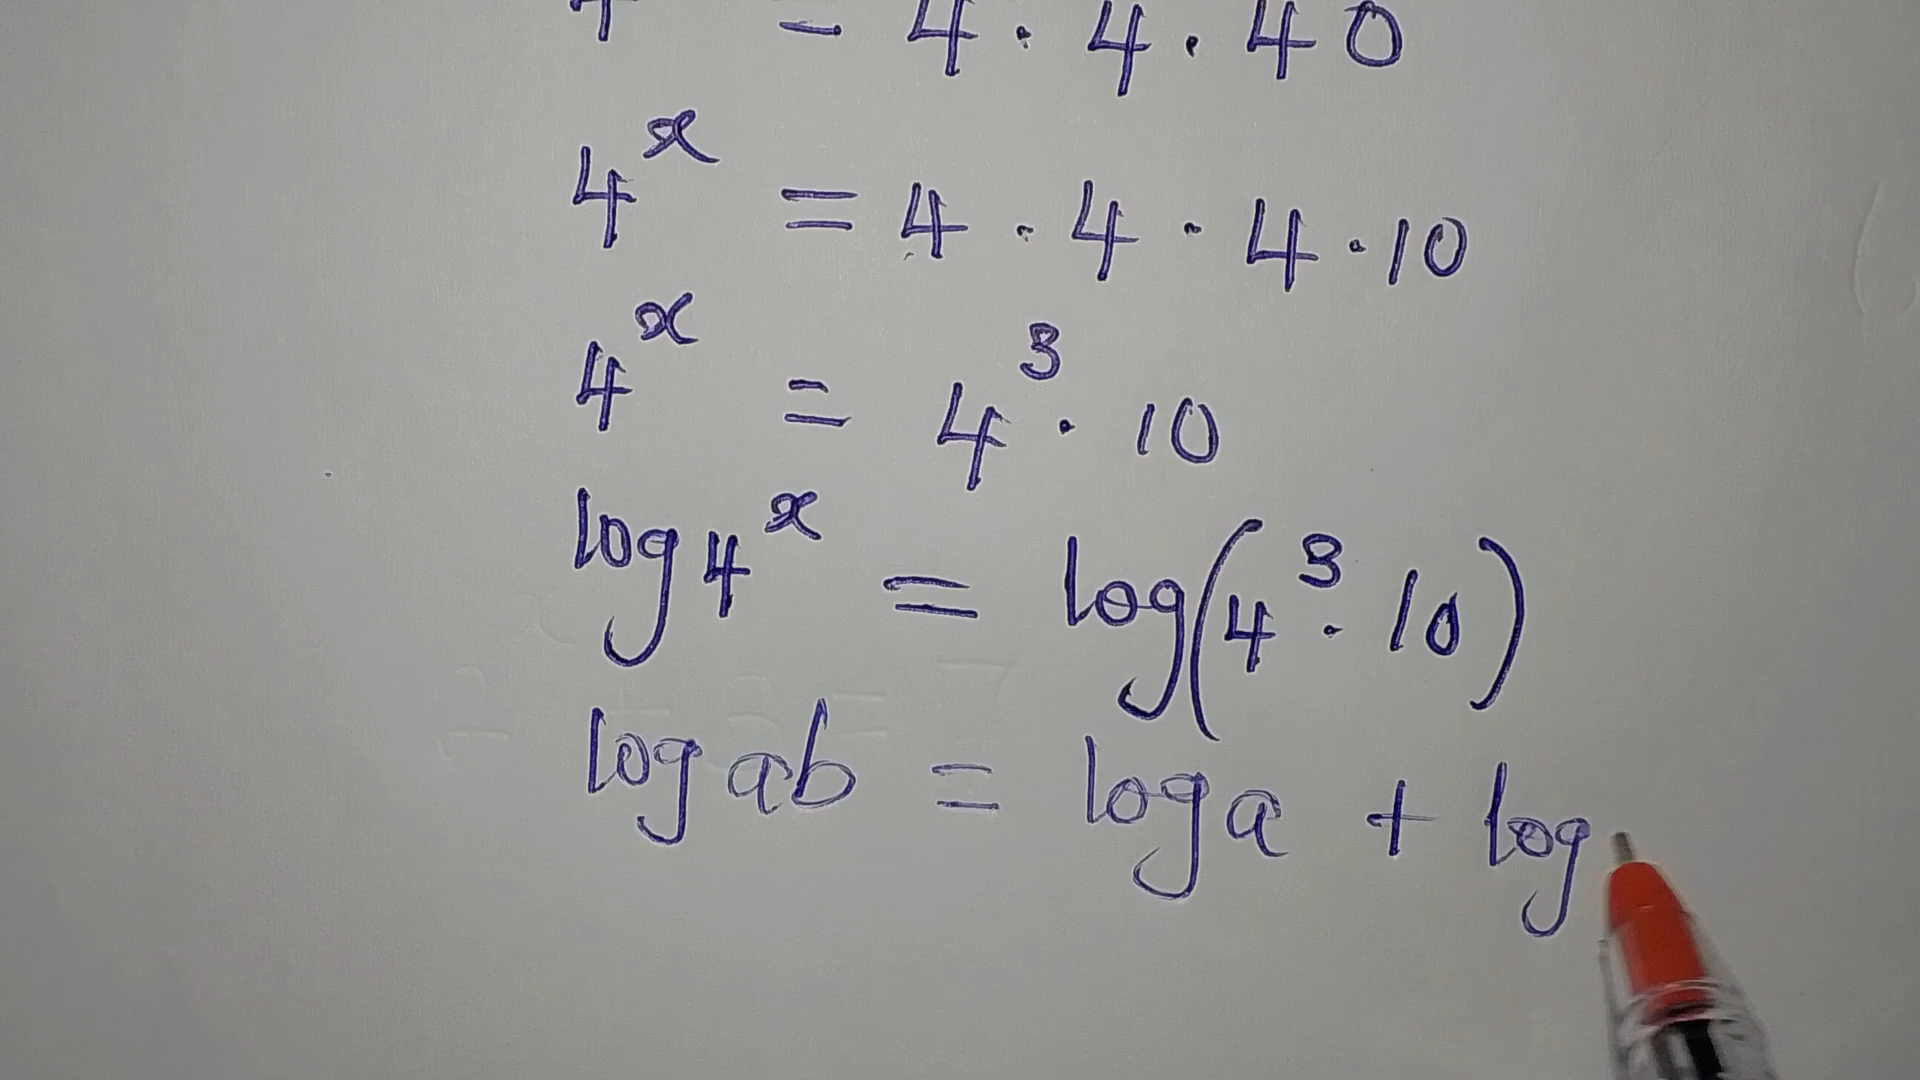 4 = 4 . 4 . 40
4^x = 4 . 4 . 4 . 10
4^x = 4^3 . 10
log 4^x = log(4^3 . 10)
log ab = log a + log